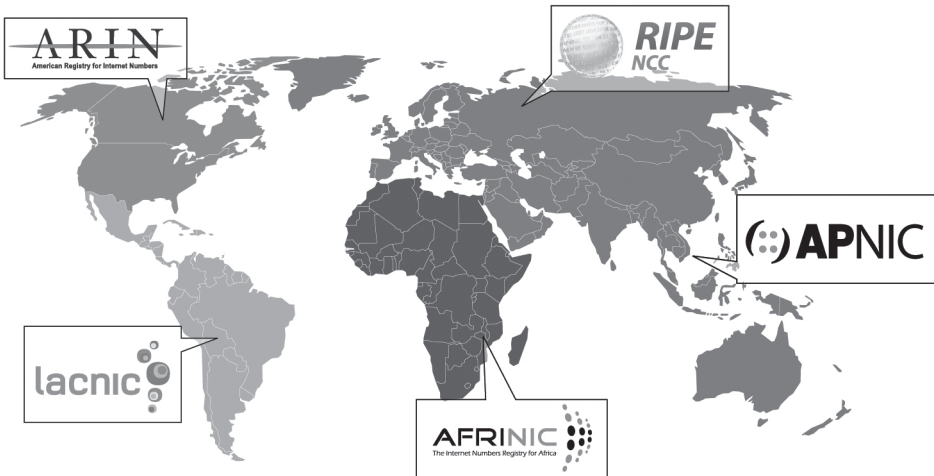 ARIN
American Registry for Internet Numbers
RIPE
NCC
APNIC
lacnic
AFRINIC
The Internet Numbers Registry for Africa